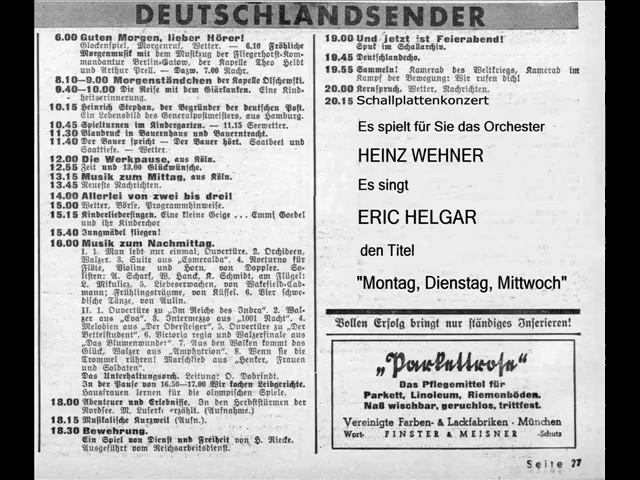 DEUTSCHLANDSENDER
6.00 Guten Morgen, lieber Hörer!
Glockenspiel, Morgenruf, Wetter. — 6.10 Fröhliche
Morgenmusik mit dem Musikzug der Fliegerhorst-Kom-
mandantur Berlin-Gatow, der Kapelle Theo Heldt
und Arthur Prell. — Dazw. 7.00 Nachr.
8.10—9.00 Morgenständchen der Kapelle Dlschewski.
9.40—10.00 Die Reise mit dem Giärkauten. Eine Kind-
heitserinnerung.
10.15 Heinrich Stephan, der Begründer der deutschen Post.
Ein Lebensbild des Generalpostmeisters, aus Hamburg.
10.45 Spielturnen im Kindergarten. — 11.15 Seewetter.
11.30 Blaudruck in Bauernhaus und Bauerntracht.
11.40 Der Bauer spricht — Der Bauer hört. Saatbeet und
Saattiefe. — Wetter.
12.00 Die Werkpause, aus Köln.
12.55 Zeit und 13.00 Glückwünsche.
13.15 Musik zum Mittag, aus Köln.
13.45 Neueste Nachrichten.
14.00 Allerlei von zwei bis drei!
15.00 Wetter, Börse, Programmhinweise.
15.15 Kinderliedersingen. Eine kleine Geige . . . Emmi Goedel
und ihr Kinderchor
15.40 Jungmädel fliegen!
16.00 Musik zum Nachmittag.
I. 1. Man lebt nur einmal, Ouvertüre. 2. Orchideen,
Walzer. 3. Suite aus „Esmeralda“. 4. Notturno für
Flöte, Violine und Horn, von Doppler. So-
listen: A. Scharf, W. Hanck, K. Schmidt, am Flügel:
L. Mikulicz. 5. Liebeserwachen, von Wakefield-Cad-
mann; Frühlingsträume, von Küssel. 6. Vier schwe-
dische Tänze, von Aulin.
II. 1. Ouvertüre zu „Im Reiche des Indra“. 2. Wal-
zer aus „Eva“. 3. Intermezzo aus „1001 Nacht“. 4.
Melodien aus „Der Obersteiger“. 5. Ouvertüre zu „Der
Bettelstudent“. 6. Victoria regia und Walzerfinale aus
„Das Blumenwunder“. 7. Aus den Wolken kommt das
Glück, Walzer aus „Amphytrion“. 8. Wenn sie die
Trommel rühren! Marschlied aus „Henker, Frauen
und Soldaten“.
Das Unterhaltungsorch. Leitung: O. Dobrindt.
In der Pause von 16.50—17.00 Wir kochen Leibgerichte.
Hausfrauen lernen für die olympischen Spiele.
18.00 Abenteuer und Erlebnisse. In den Herbststürmen der
Nordsee. M. Luserke erzählt. (Aufnahme.)
18.15 Musikalische Kurzweil (Aufn.).
18.30 Bewehrung.
Ein Spiel von Dienst und Freiheit von H. Riecke.
Ausgeführt vom Reichsarbeitsdienst.
19.00 Und jetzt ist Feierabend!
Spuk im Schallarchiv.
19.45 Deutschlandecho.
19.55 Sammeln! Kamerad des Weltkriegs, Kamerad im
Kampf der Bewegung: Wir rufen dich!
20.00 Kernspruch, Wetter, Nachrichten.
20.15 Schallplattenkonzert
Es spielt für Sie das Orchester
HEINZ WEHNER
Es singt
ERIC HELGAR
den Titel
"Montag, Dienstag, Mittwoch"
Vollen Erfolg bringt nur ständiges Inserieren!
„Parkettrose“
Das Pflegemittel für
Parkett, Linoleum, Riemenböden.
Naß wischbar, geruchlos, trittfest.
Vereinigte Farben- & Lackfabriken · München
Wort- FINSTER & MEISNER -Schutz
Seite 27